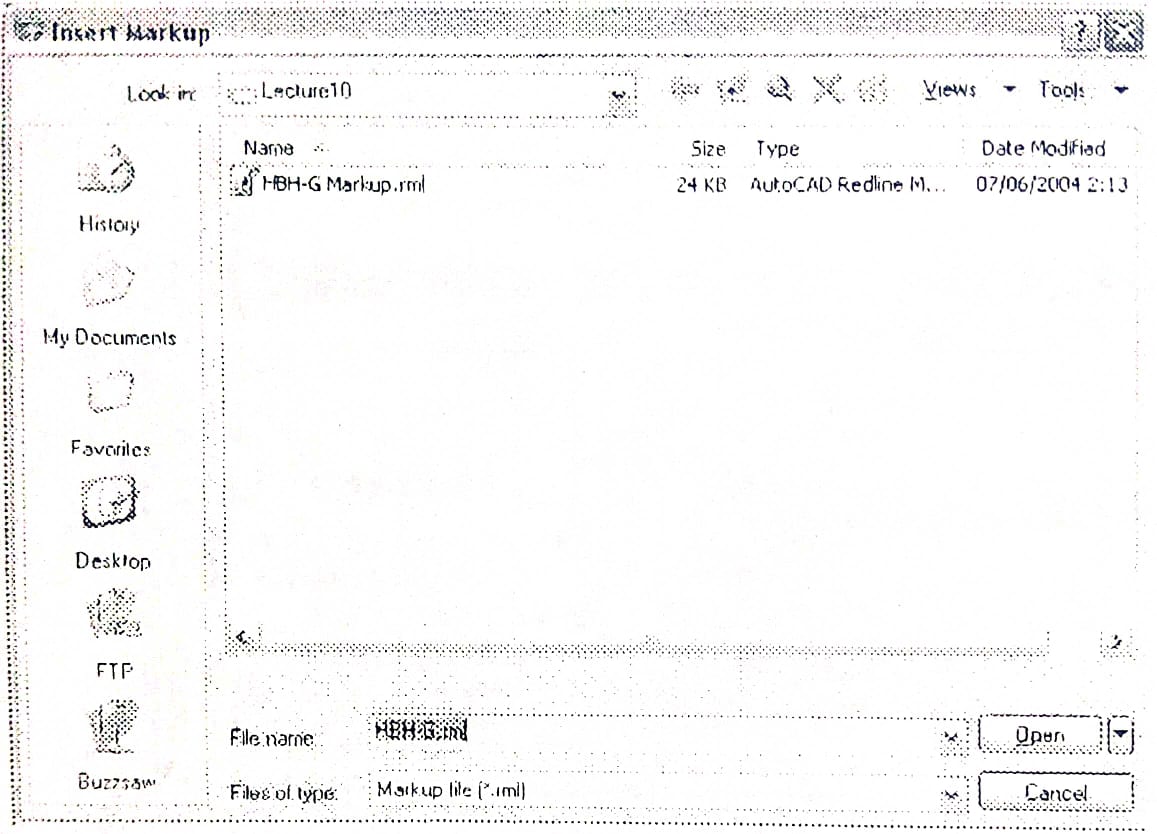 Insert Markup
Look in: Lecture10 Views Tools
Name Size Type Date Modified
HBH-G Markup.rml 24 KB AutoCAD Redline M... 07/06/2004 2:13
History
My Documents
Favorites
Desktop
FTP
Buzzsaw
File name: HBH-G.rml Open
Files of type: Markup file (*.rml) Cancel